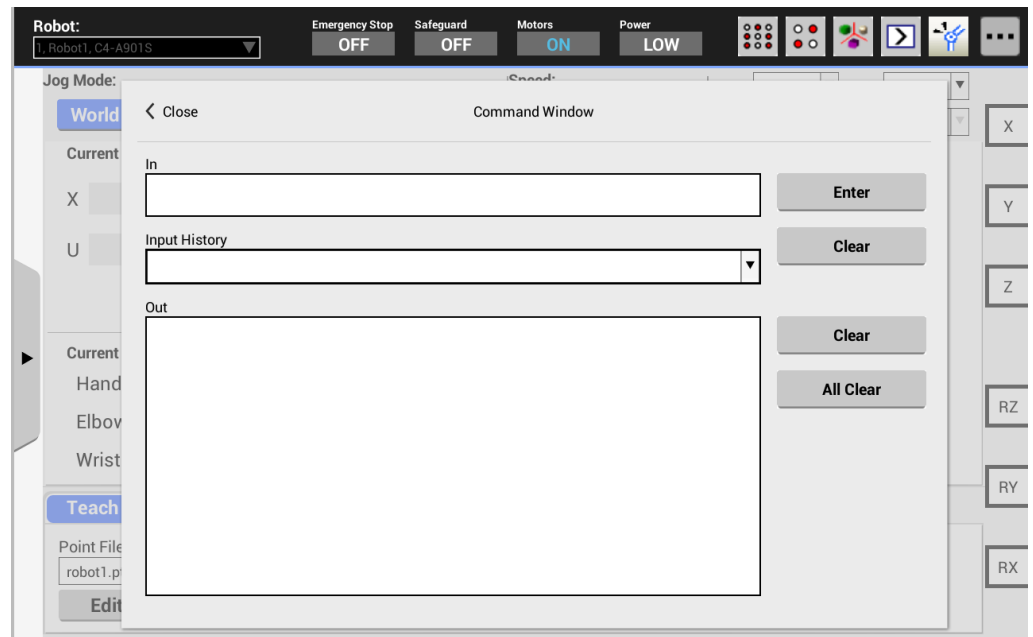 Robot:
1, Robot1, C4-A901S
Emergency Stop
OFF
Safeguard
OFF
Motors
ON
Power
LOW
Jog Mode:
Speed:
World
Close
Command Window
X
Current
In
Enter
X
Y
Input History
Clear
U
Z
Out
Clear
Current
Hand
All Clear
RZ
Elbow
Wrist
RY
Teach
Point File
robot1.p
RX
Edit